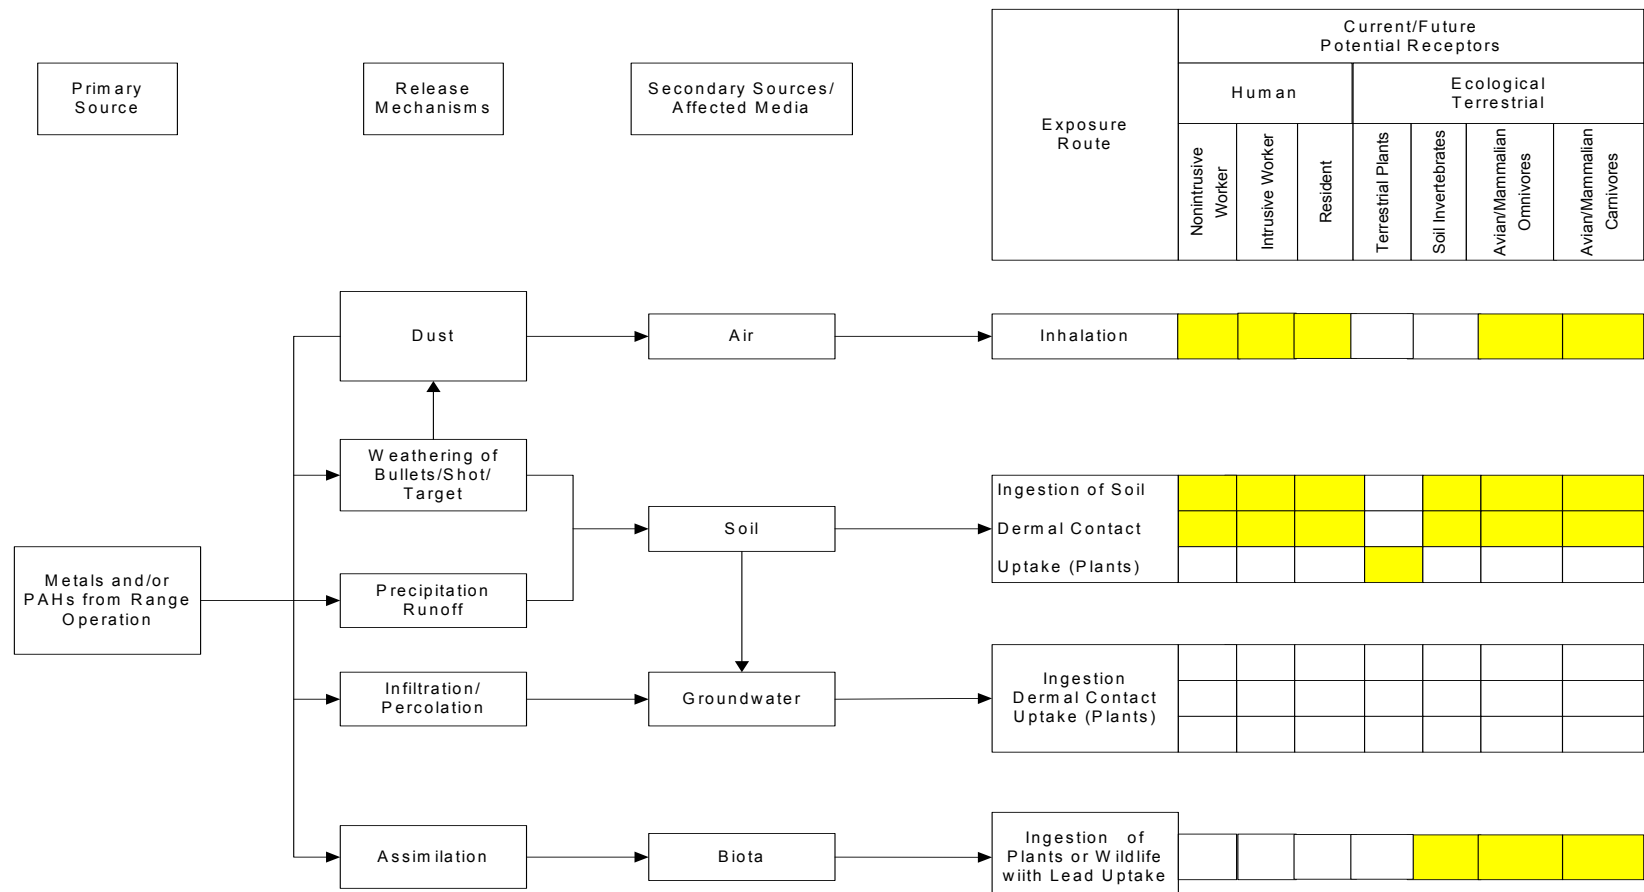 Primary
Source
Release
Mechanisms
Secondary Sources/
Affected Media
Exposure
Route
Current/Future
Potential Receptors
Human
Ecological
Terrestrial
Nonintrusive
Worker
Intrusive Worker
Resident
Terrestrial Plants
Soil Invertebrates
Avian/Mammalian
Omnivores
Avian/Mammalian
Carnivores
Dust
Air
Inhalation
Weathering of
Bullets/Shot/
Target
Soil
Ingestion of Soil
Dermal Contact
Uptake (Plants)
Metals and/or
PAHs from Range
Operation
Precipitation
Runoff
Infiltration/
Percolation
Groundwater
Ingestion
Dermal Contact
Uptake (Plants)
Assimilation
Biota
Ingestion of
Plants or Wildlife
wiith Lead Uptake